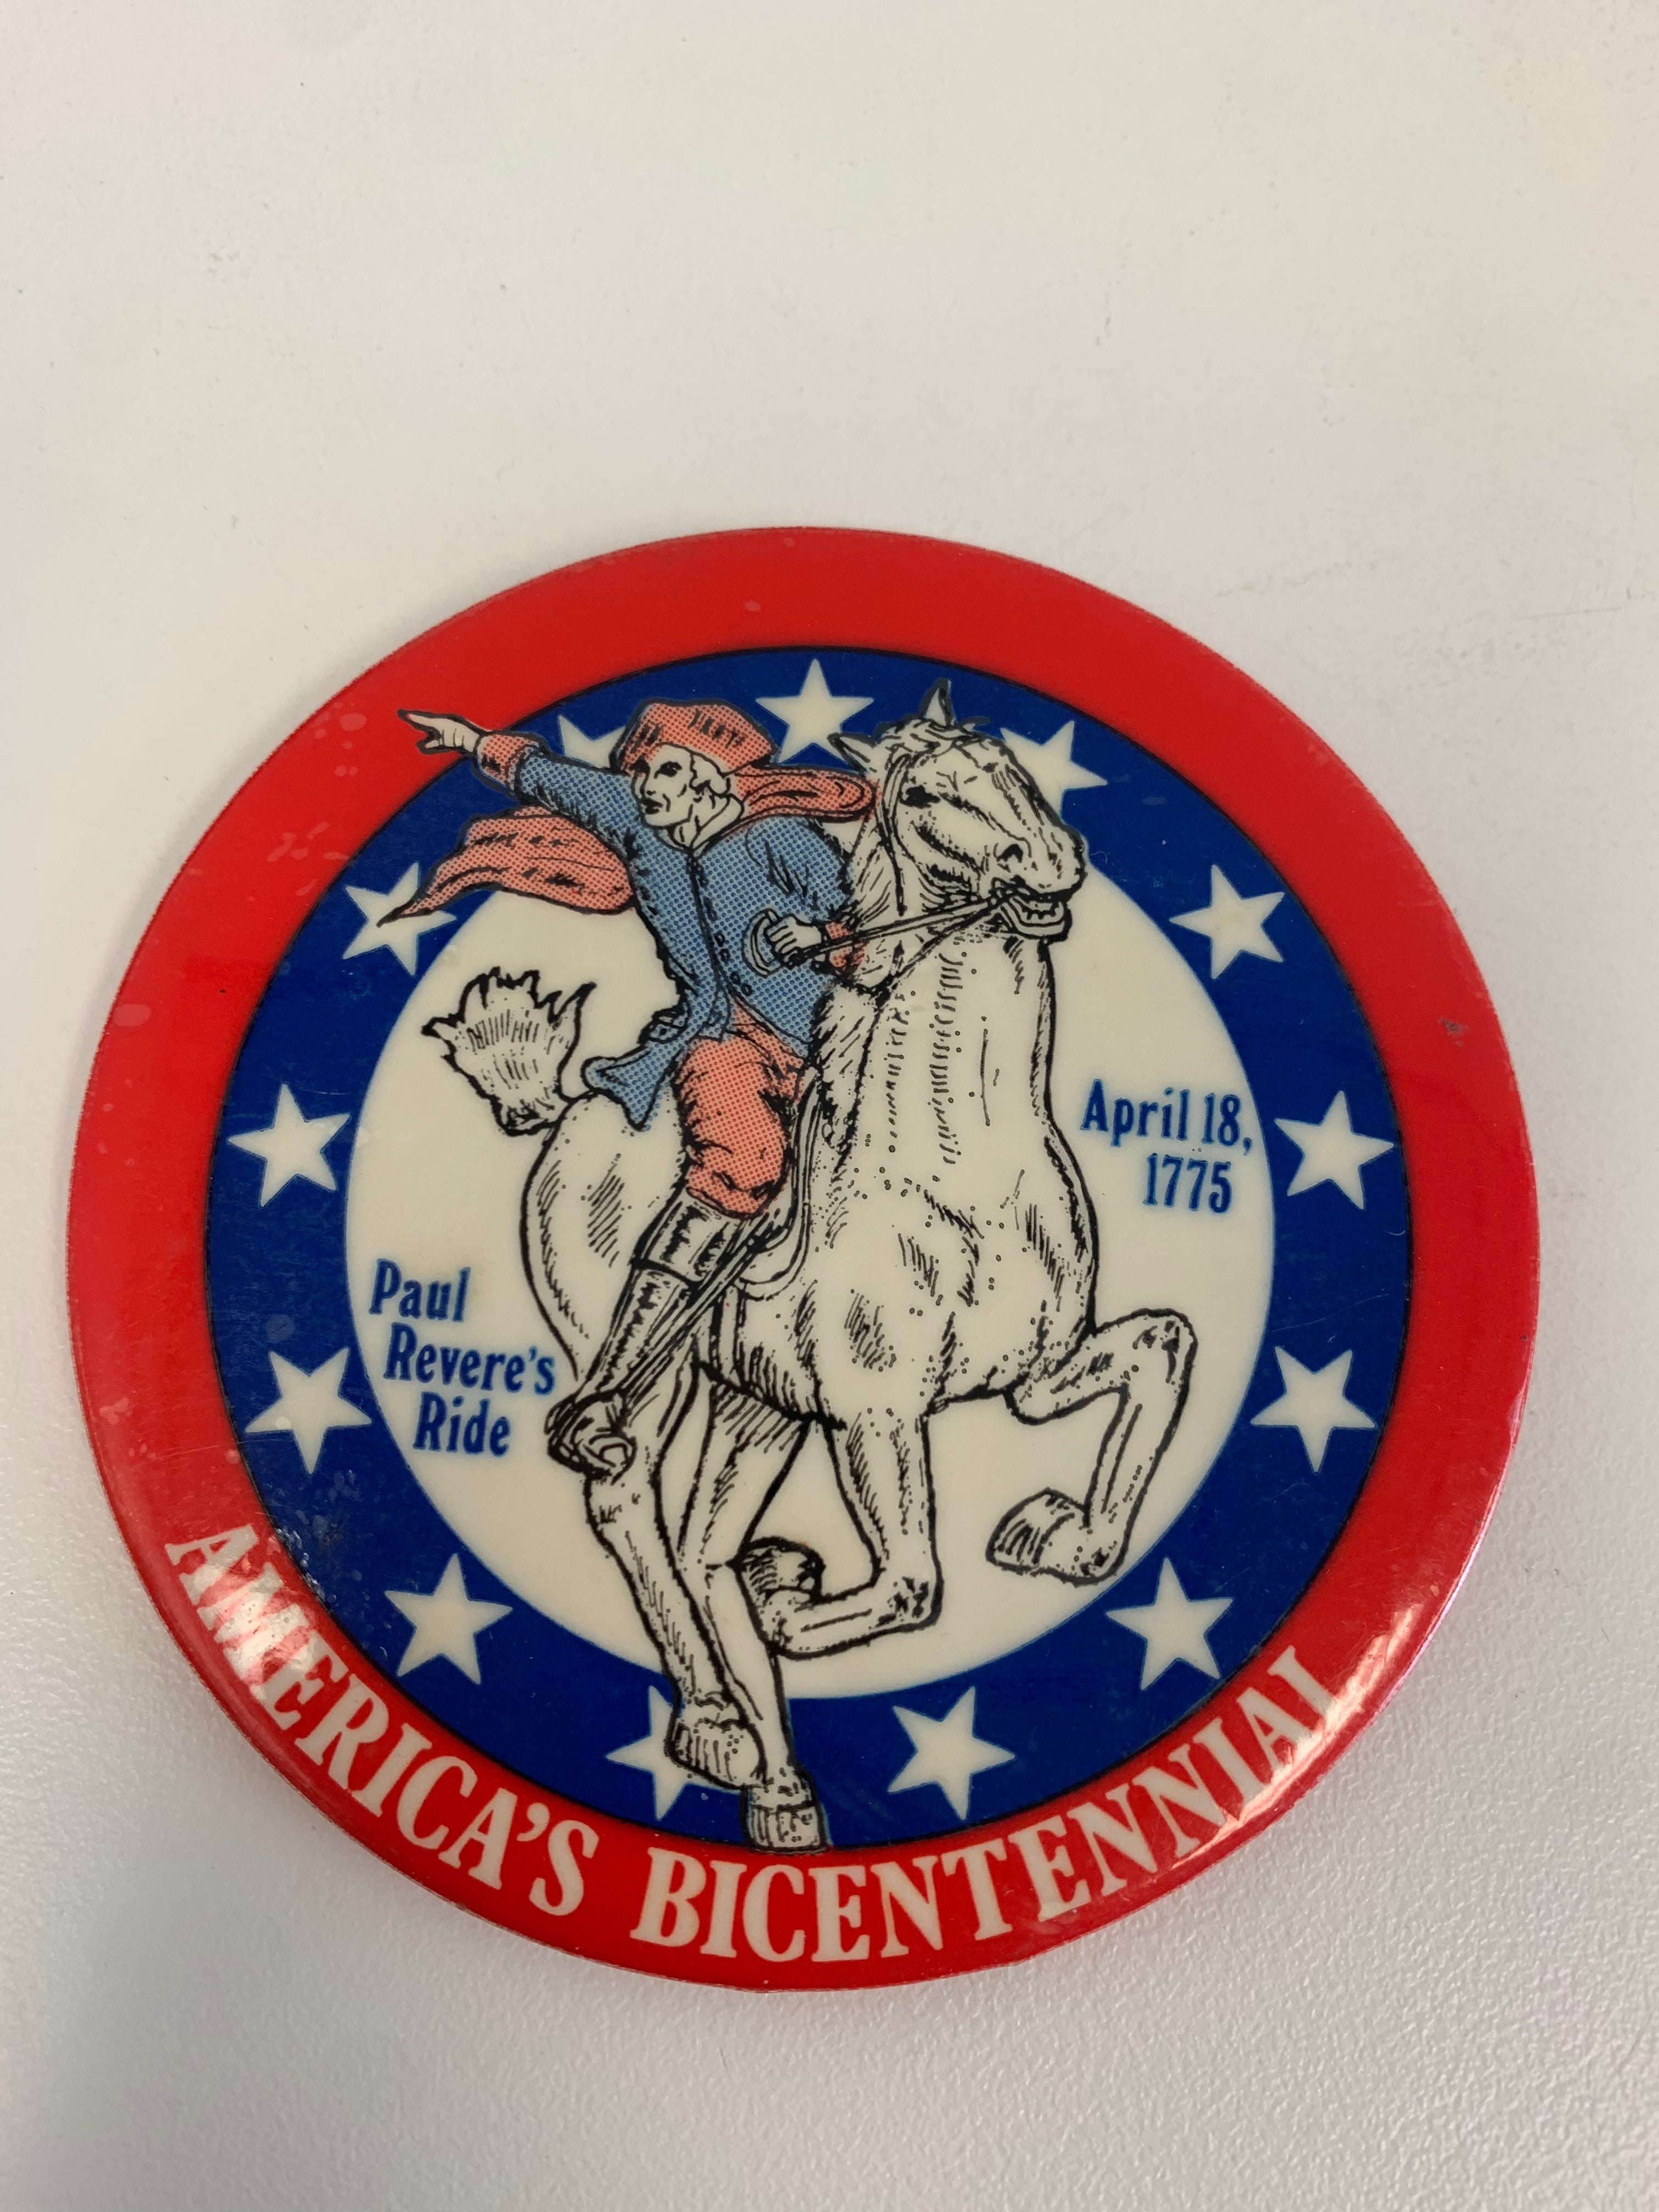 April 18,
1775
Paul
Revere's
Ride
AMERICA'S BICENTENNIAL